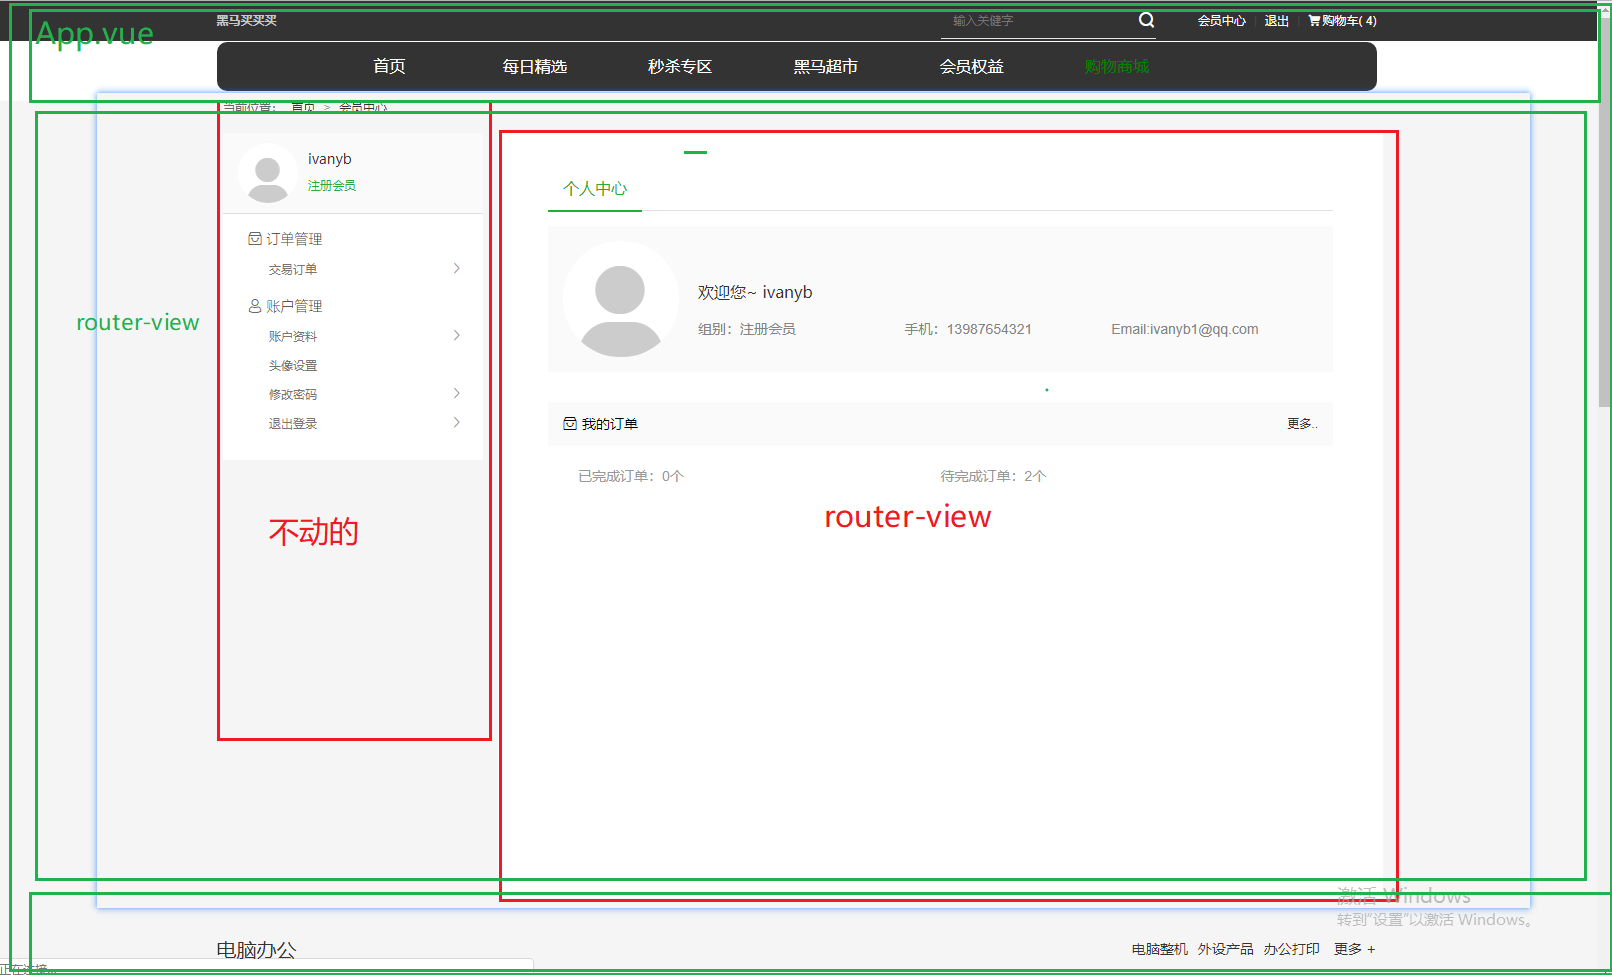 黑马买买买
输入关键字
会员中心
退出
购物车( 4)
App.vue
首页
每日精选
秒杀专区
黑马超市
会员权益
购物商城
当前位置： 首页 > 会员中心
ivanyb
注册会员
订单管理
交易订单
账户管理
账户资料
头像设置
修改密码
退出登录
router-view
不动的
个人中心
欢迎您~ ivanyb
组别：注册会员
手机：13987654321
Email:ivanyb1@qq.com
我的订单
更多..
已完成订单：0个
待完成订单：2个
router-view
激活 Windows
转到"设置"以激活 Windows。
电脑办公
电脑整机 外设产品 办公打印 更多 +
正在连接...